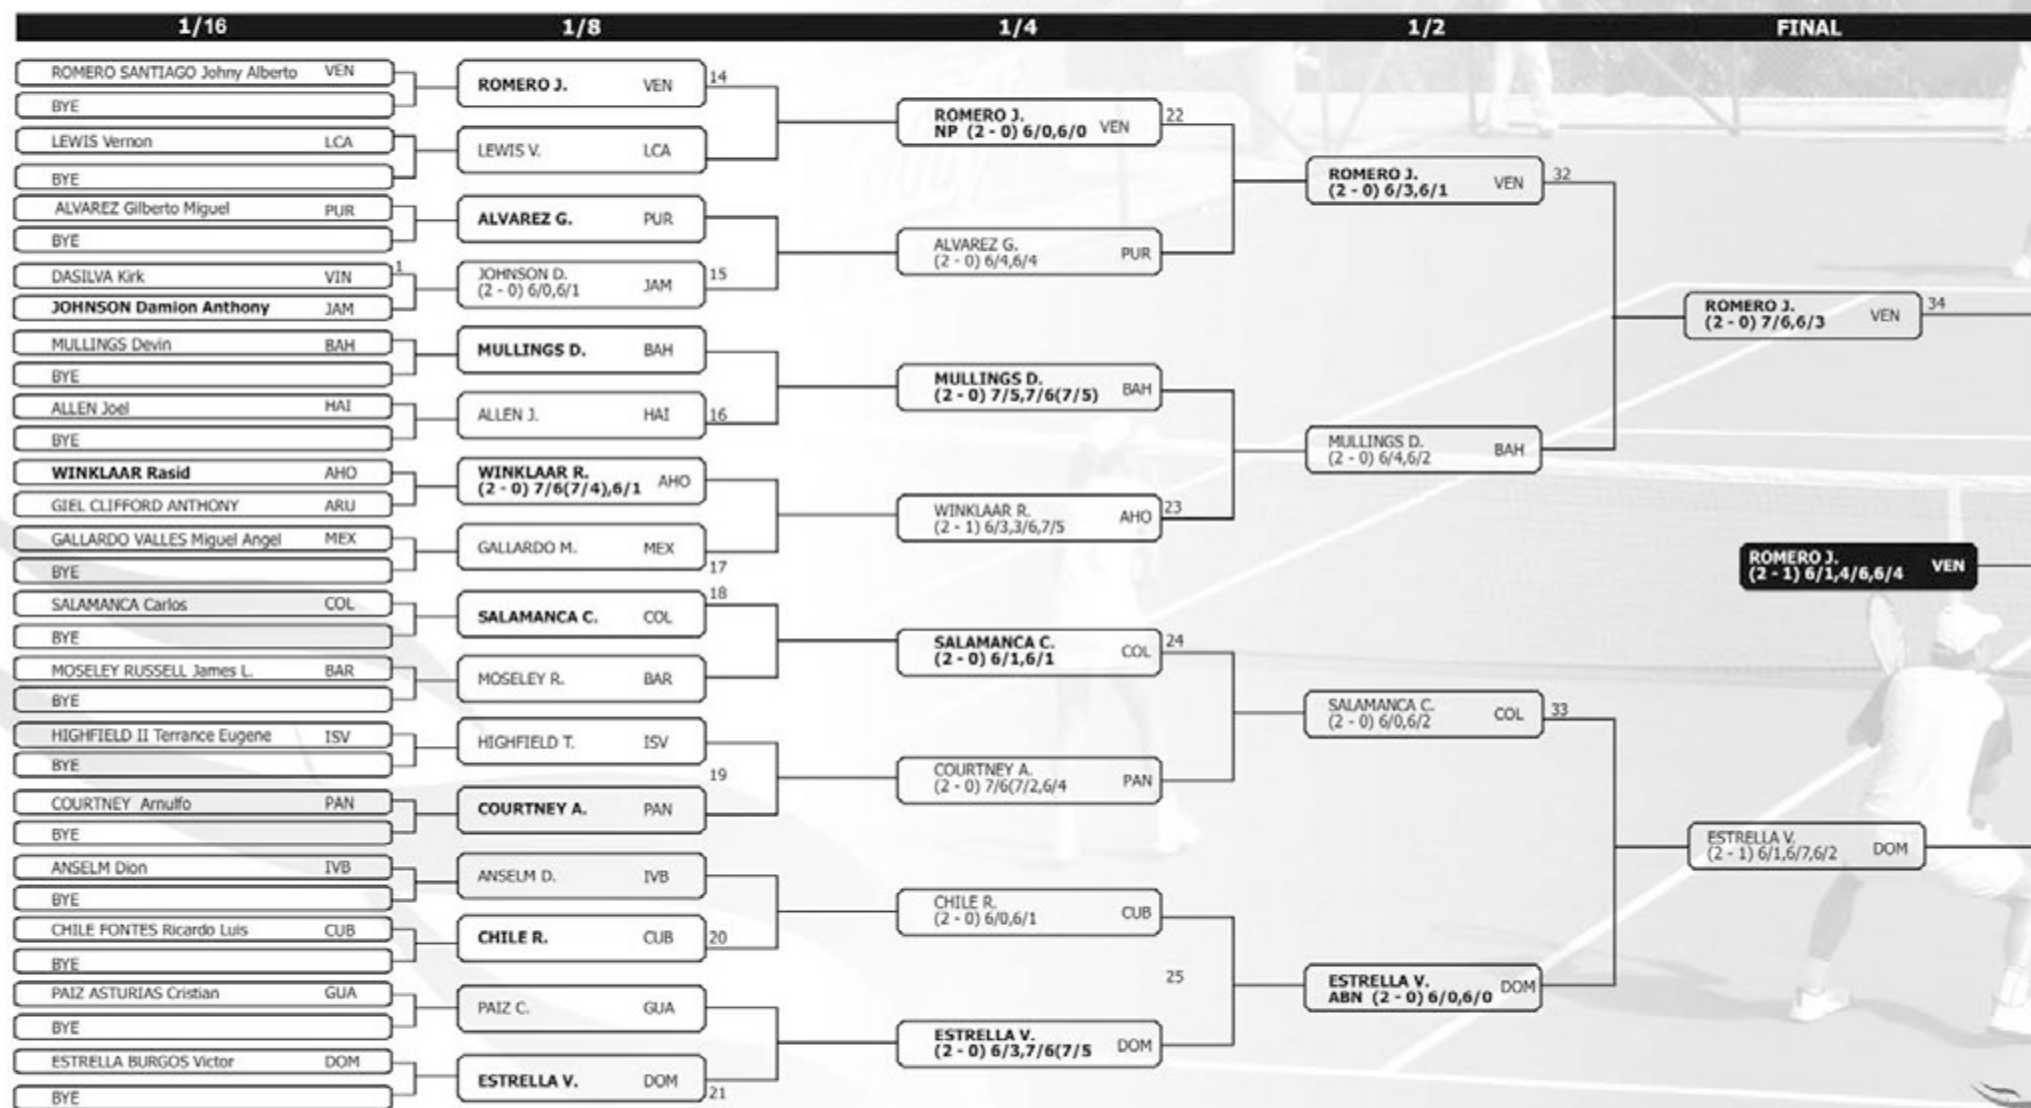 1/16 1/8 1/4 1/2 FINAL
ROMERO SANTIAGO Johny Alberto VEN
BYE
LEWIS Vernon LCA
BYE
ALVAREZ Gilberto Miguel PUR
BYE
DASILVA Kirk VIN
1
JOHNSON Damion Anthony JAM
MULLINGS Devin BAH
BYE
ALLEN Joel HAI
BYE
WINKLAAR Rasid AHO
GIEL CLIFFORD ANTHONY ARU
GALLARDO VALLES Miguel Angel MEX
BYE
SALAMANCA Carlos COL
BYE
MOSELEY RUSSELL James L. BAR
BYE
HIGHFIELD II Terrance Eugene ISV
BYE
COURTNEY Arnulfo PAN
BYE
ANSELM Dion IVB
BYE
CHILE FONTES Ricardo Luis CUB
BYE
PAIZ ASTURIAS Cristian GUA
BYE
ESTRELLA BURGOS Victor DOM
BYE
ROMERO J. VEN
14
LEWIS V. LCA
ALVAREZ G. PUR
JOHNSON D.
(2 - 0) 6/0,6/1 JAM
15
MULLINGS D. BAH
ALLEN J. HAI
16
WINKLAAR R.
(2 - 0) 7/6(7/4),6/1 AHO
GALLARDO M. MEX
17
18
SALAMANCA C. COL
MOSELEY R. BAR
HIGHFIELD T. ISV
19
COURTNEY A. PAN
ANSELM D. IVB
CHILE R. CUB
20
PAIZ C. GUA
ESTRELLA V. DOM
21
ROMERO J.
NP (2 - 0) 6/0,6/0 VEN
22
ALVAREZ G.
(2 - 0) 6/4,6/4 PUR
MULLINGS D.
(2 - 0) 7/5,7/6(7/5) BAH
WINKLAAR R.
(2 - 1) 6/3,3/6,7/5 AHO
23
SALAMANCA C.
(2 - 0) 6/1,6/1 COL
24
COURTNEY A.
(2 - 0) 7/6(7/2,6/4 PAN
CHILE R.
(2 - 0) 6/0,6/1 CUB
25
ESTRELLA V.
(2 - 0) 6/3,7/6(7/5 DOM
ROMERO J.
(2 - 0) 6/3,6/1 VEN
32
MULLINGS D.
(2 - 0) 6/4,6/2 BAH
SALAMANCA C.
(2 - 0) 6/0,6/2 COL
33
ESTRELLA V.
ABN (2 - 0) 6/0,6/0 DOM
ROMERO J.
(2 - 0) 7/6,6/3 VEN
34
ROMERO J.
(2 - 1) 6/1,4/6,6/4 VEN
ESTRELLA V.
(2 - 1) 6/1,6/7,6/2 DOM